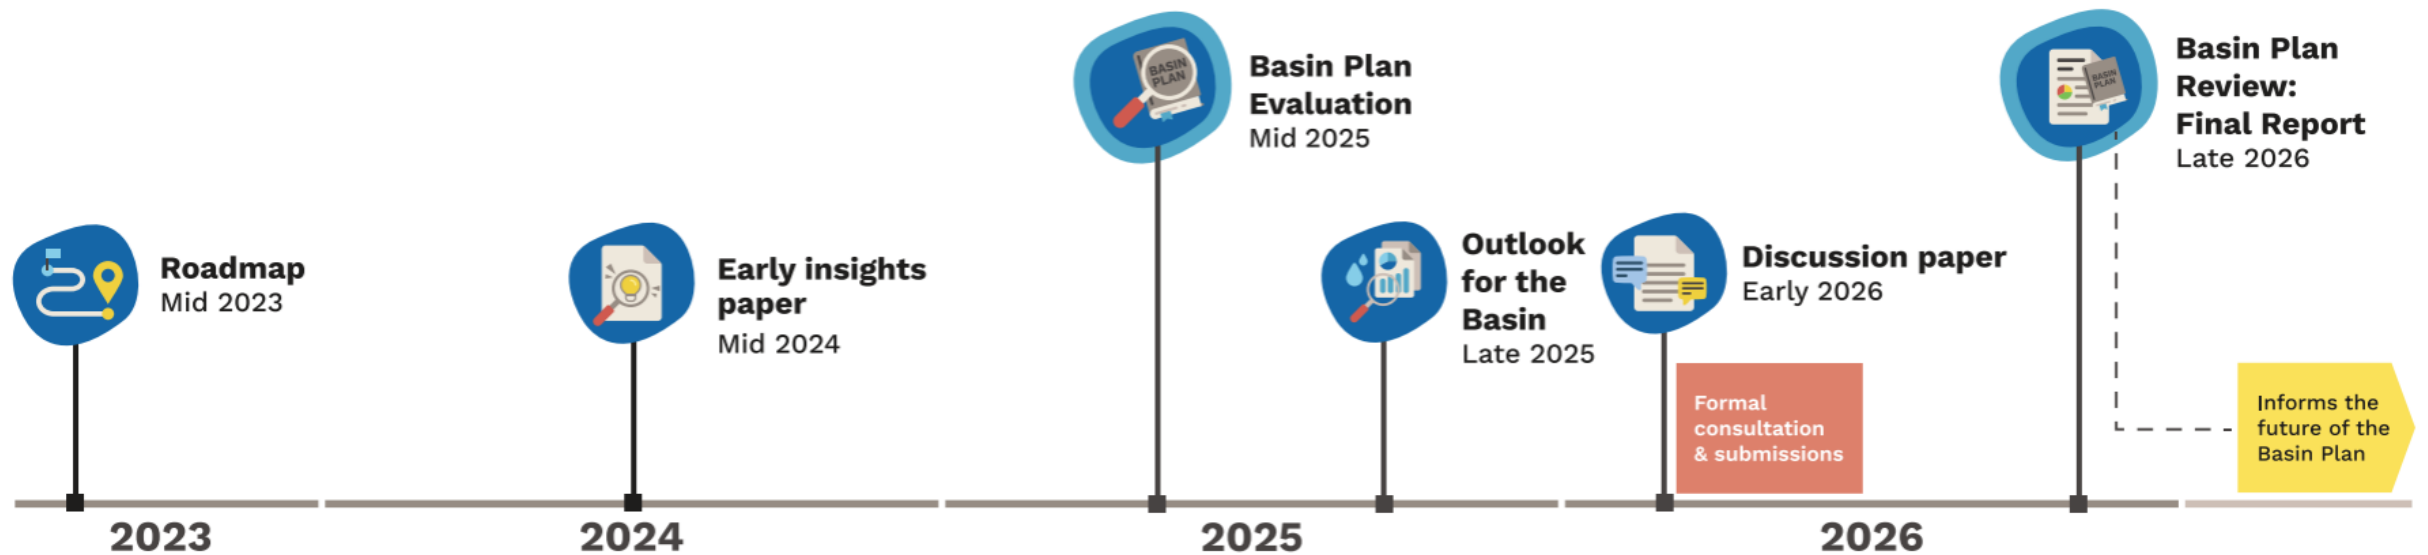 Roadmap
Mid 2023
Early insights
paper
Mid 2024
BASIN
PLAN
Basin Plan
Evaluation
Mid 2025
Outlook
for the
Basin
Late 2025
Discussion paper
Early 2026
Formal
consultation
& submissions
BASIN
PLAN
Basin Plan
Review:
Final Report
Late 2026
Informs the
future of the
Basin Plan
2023
2024
2025
2026